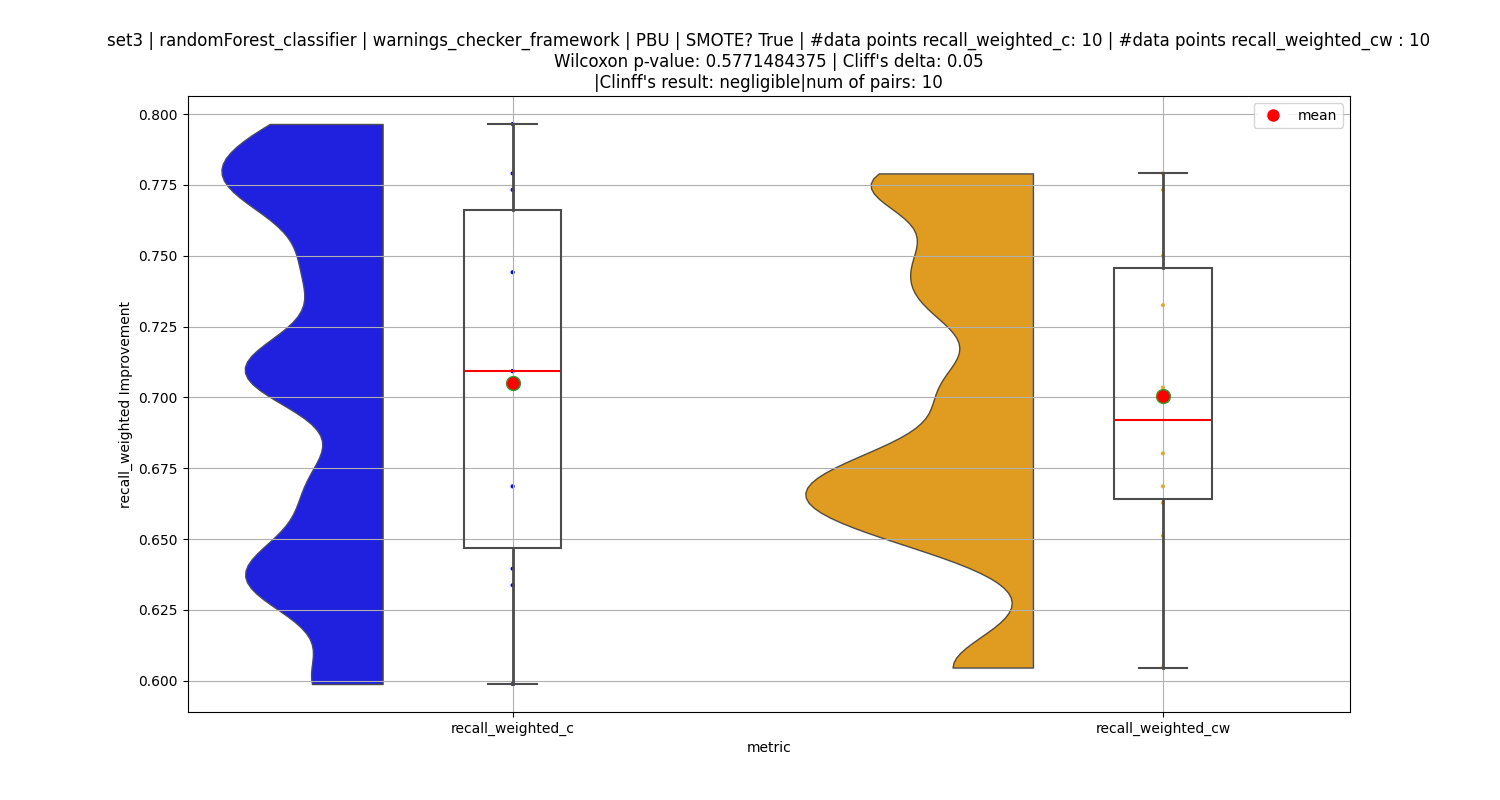 set3 | randomForest_classifier | warnings_checker_framework | PBU | SMOTE? True | #data points recall_weighted_c: 10 | #data points recall_weighted_cw : 10
Wilcoxon p-value: 0.5771484375 | Cliff's delta: 0.05
|Clinff's result: negligible|num of pairs: 10
mean
0.800
0.775
0.750
0.725
0.700
0.675
0.650
0.625
0.600
recall_weighted Improvement
recall_weighted_c
recall_weighted_cw
metric